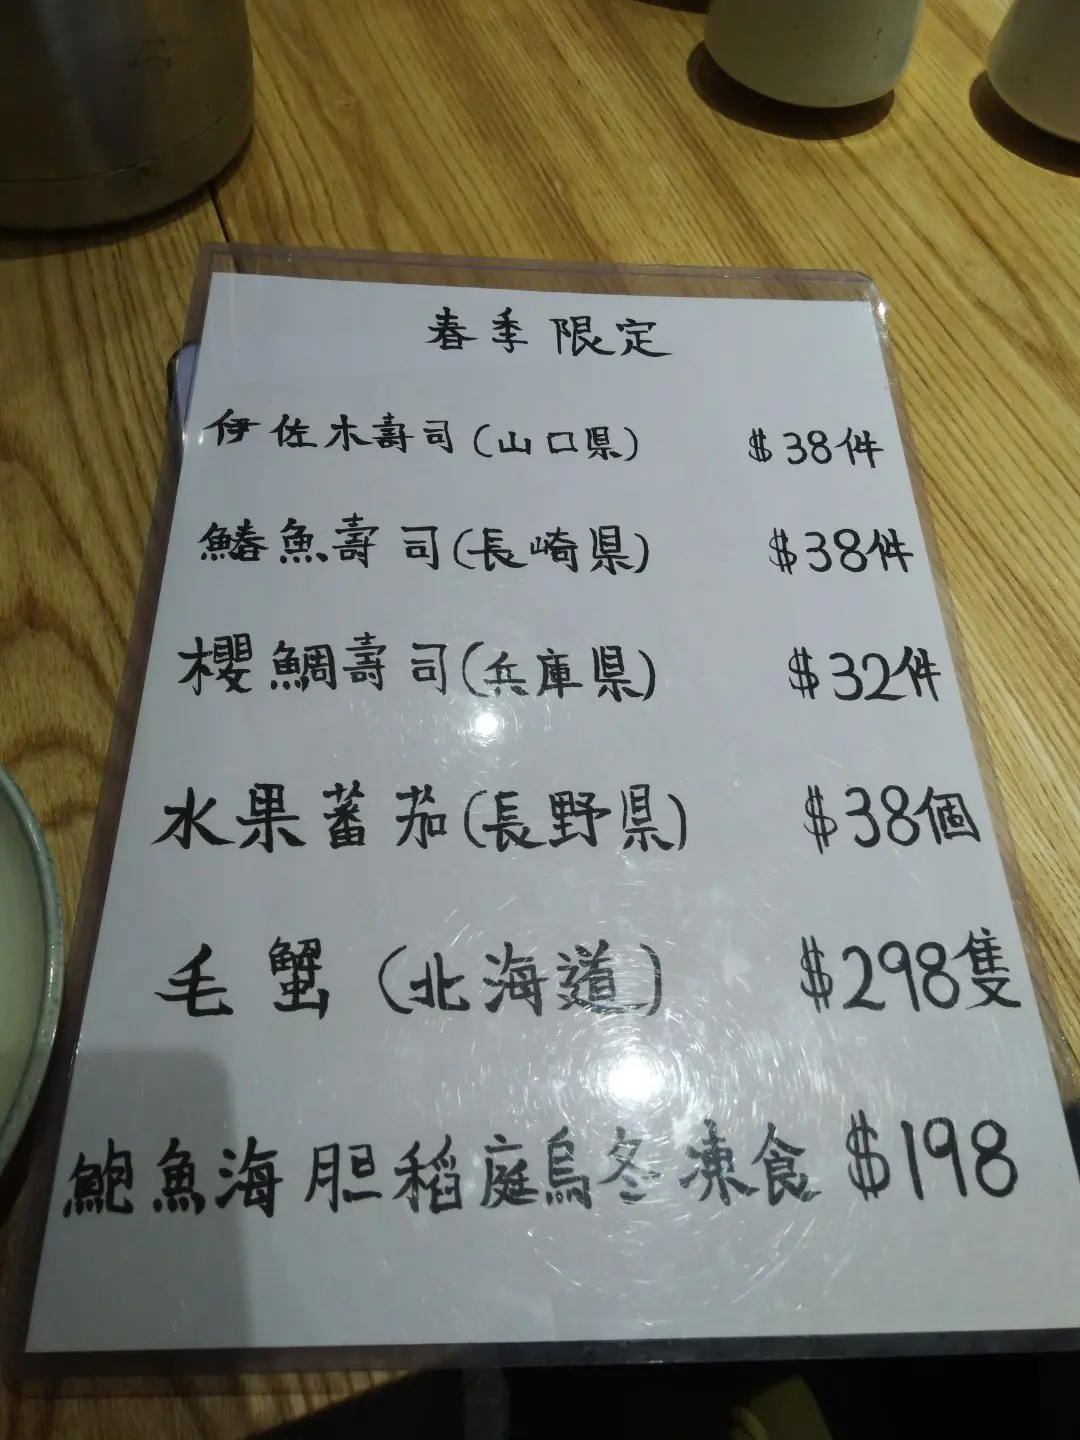 春季限定
伊佐木壽司(山口県) $38件
鰆魚壽司(長崎県) $38件
櫻鯛壽司(兵庫県) $32件
水果蕃茄(長野県) $38個
毛蟹(北海道) $298隻
鮑魚海胆稻庭烏冬凍食 $198